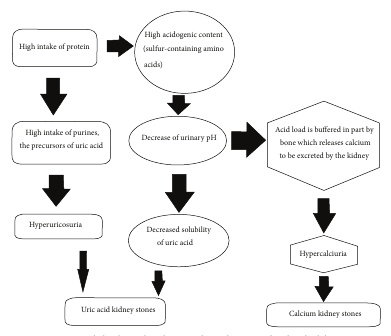 High intake of protein
High acidogenic content
(sulfur-containing amino
acids)
High intake of purines,
the precursors of uric acid
Decrease of urinary pH
Acid load is buffered in part by
bone which releases calcium
to be excreted by the kidney
Hyperuricosuria
Decreased solubility
of uric acid
Hypercalciuria
Uric acid kidney stones
Calcium kidney stones